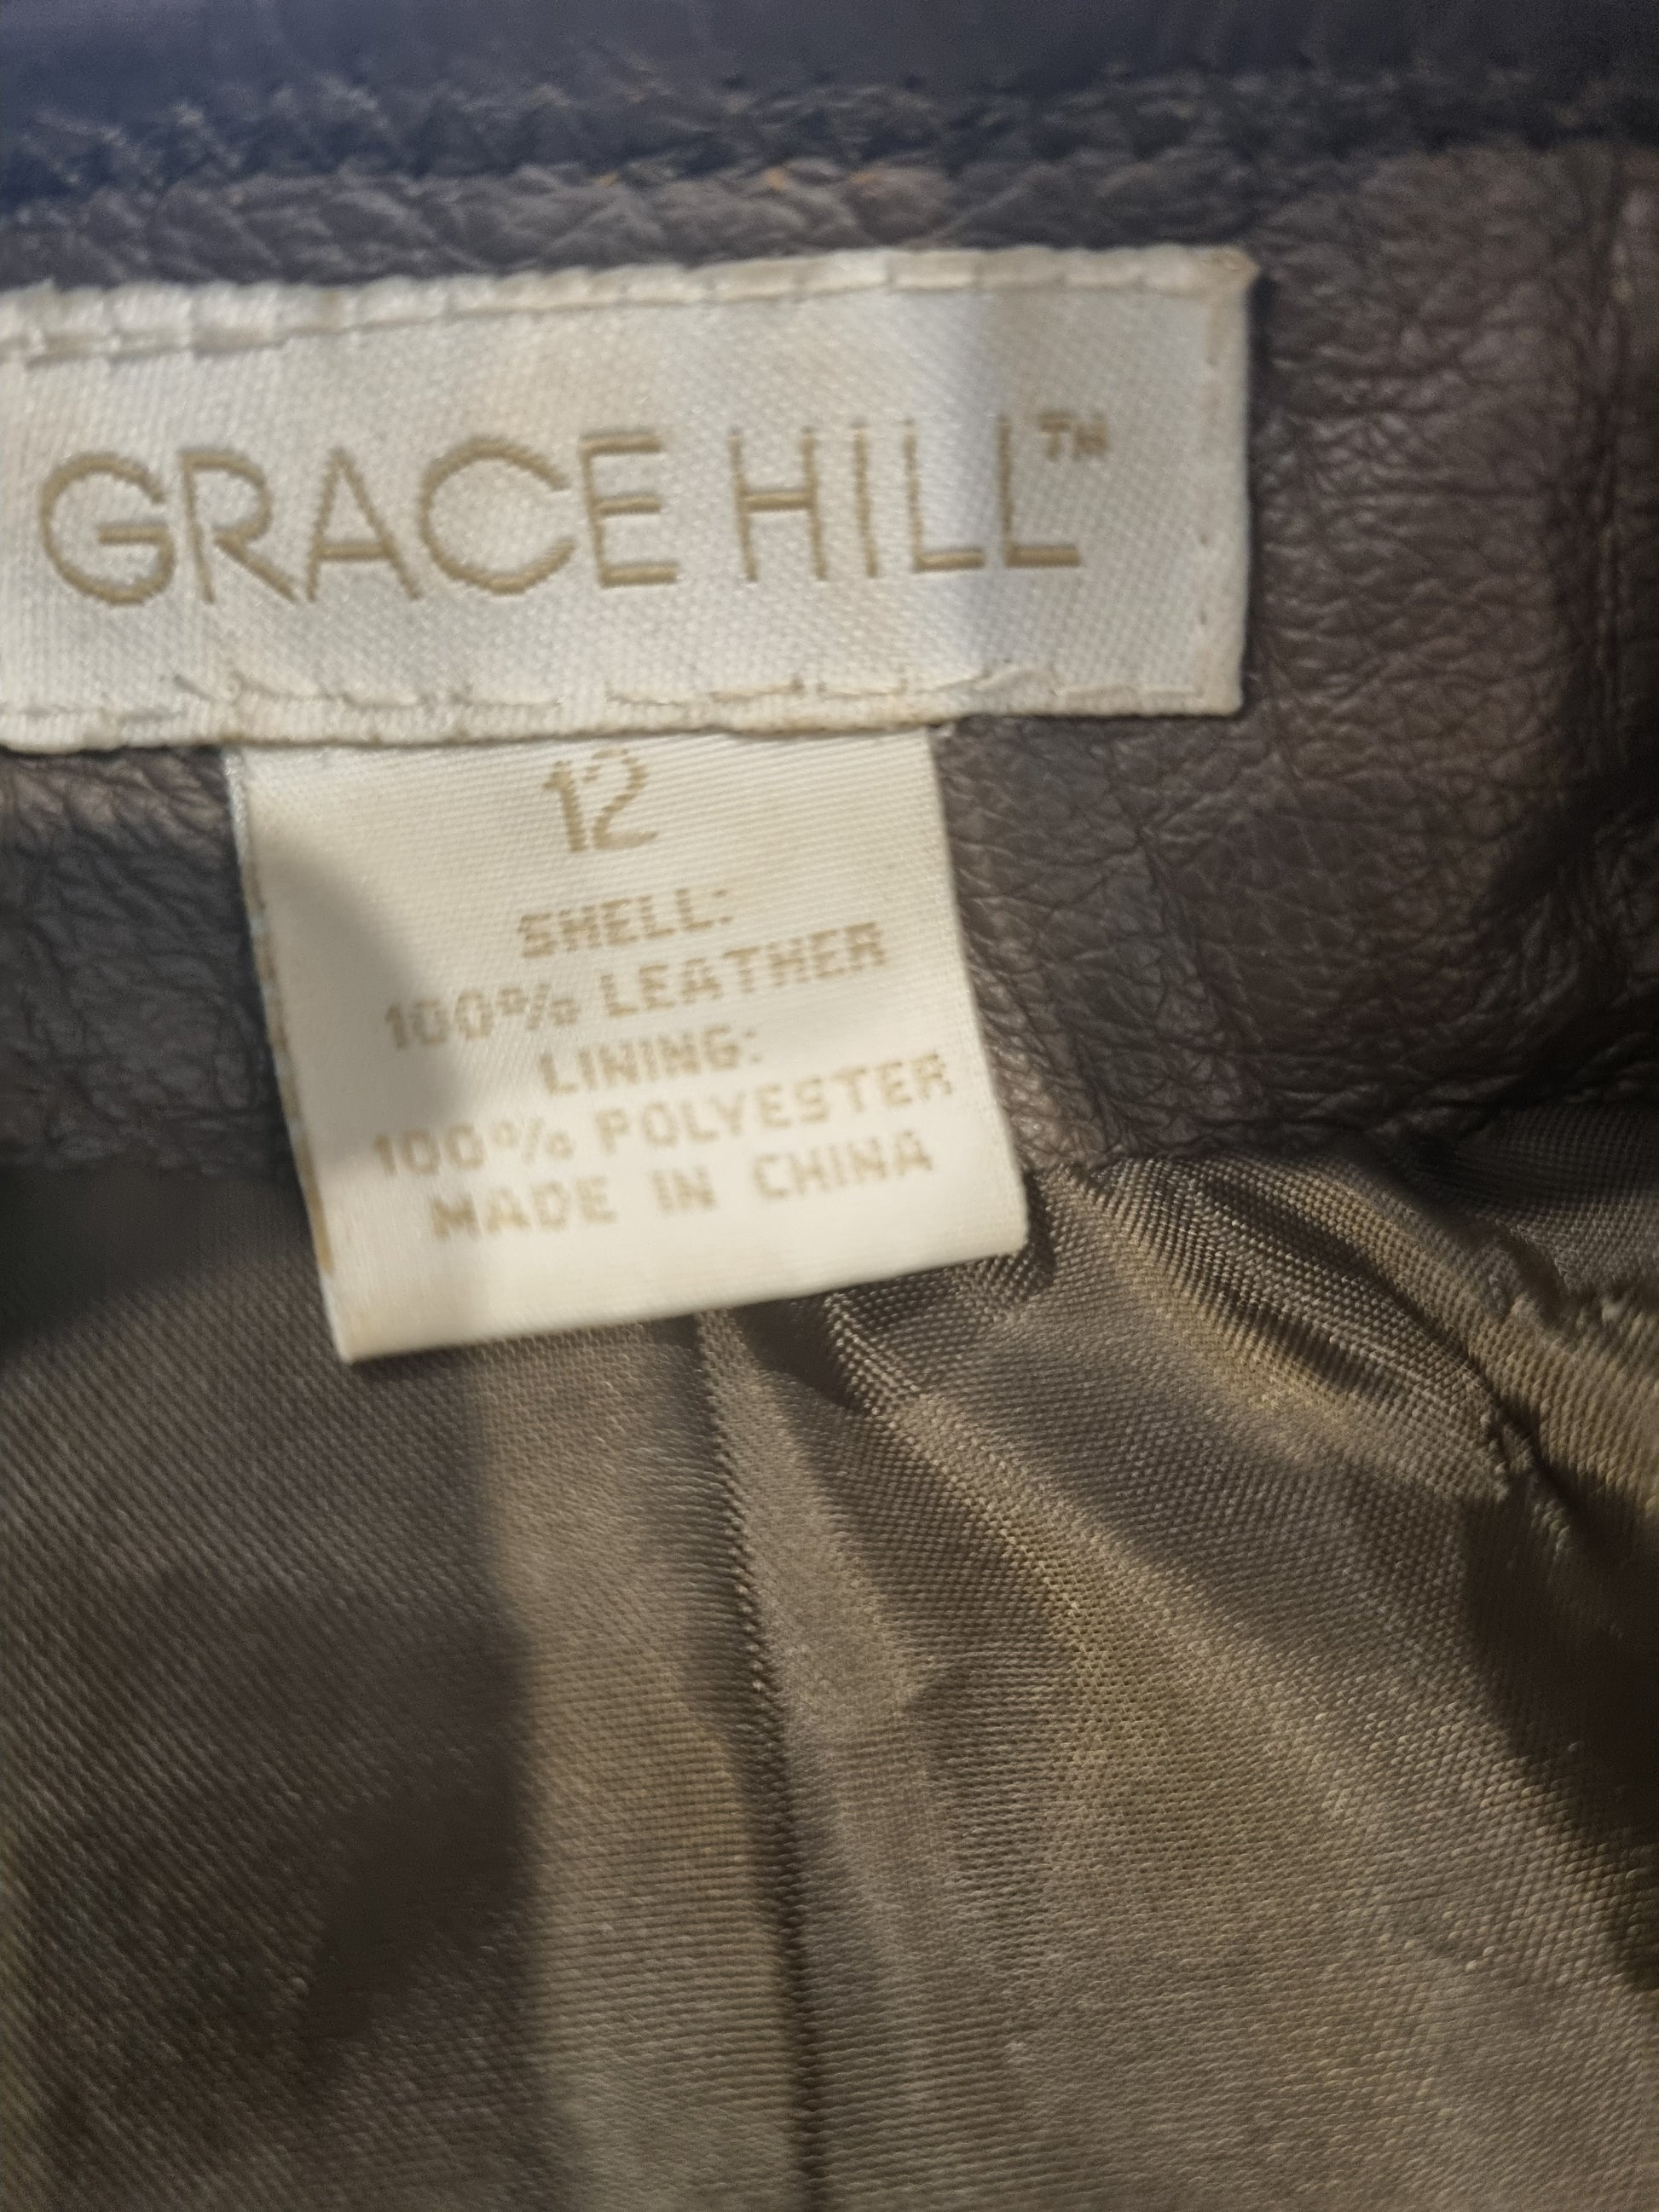 GRACE HILL™
12
SHELL:
100% LEATHER
LINING:
100% POLYESTER
MADE IN CHINA